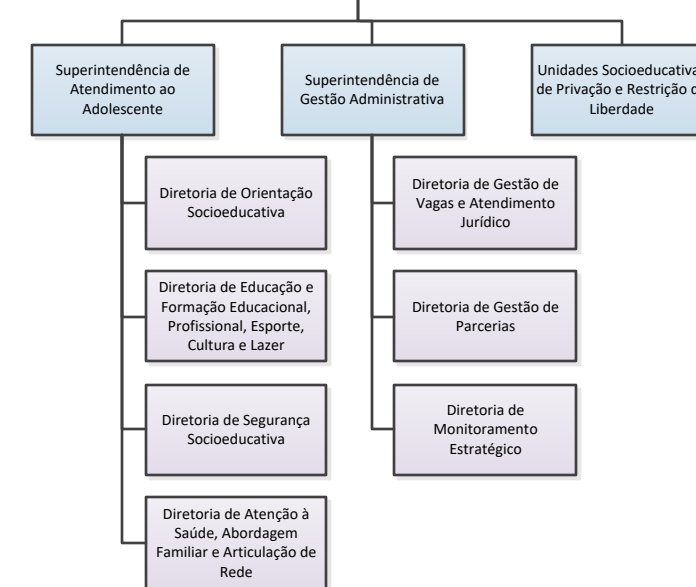 Superintendência de
Atendimento ao
Adolescente
Superintendência de
Gestão Administrativa
Unidades Socioeducativa
de Privação e Restrição
Liberdade
Diretoria de Orientação
Socioeducativa
Diretoria de Educação e
Formação Educacional,
Profissional, Esporte,
Cultura e Lazer
Diretoria de Segurança
Socioeducativa
Diretoria de Atenção à
Saúde, Abordagem
Familiar e Articulação de
Rede
Diretoria de Gestão de
Vagas e Atendimento
Jurídico
Diretoria de Gestão de
Parcerias
Diretoria de
Monitoramento
Estratégico